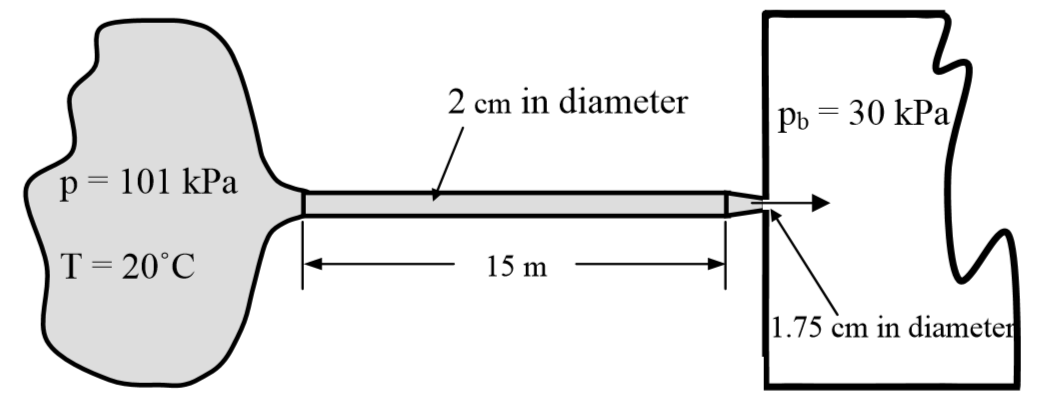 2 cm in diameter
p_b = 30 kPa
p = 101 kPa
T = 20˚C
15 m
1.75 cm in diameter